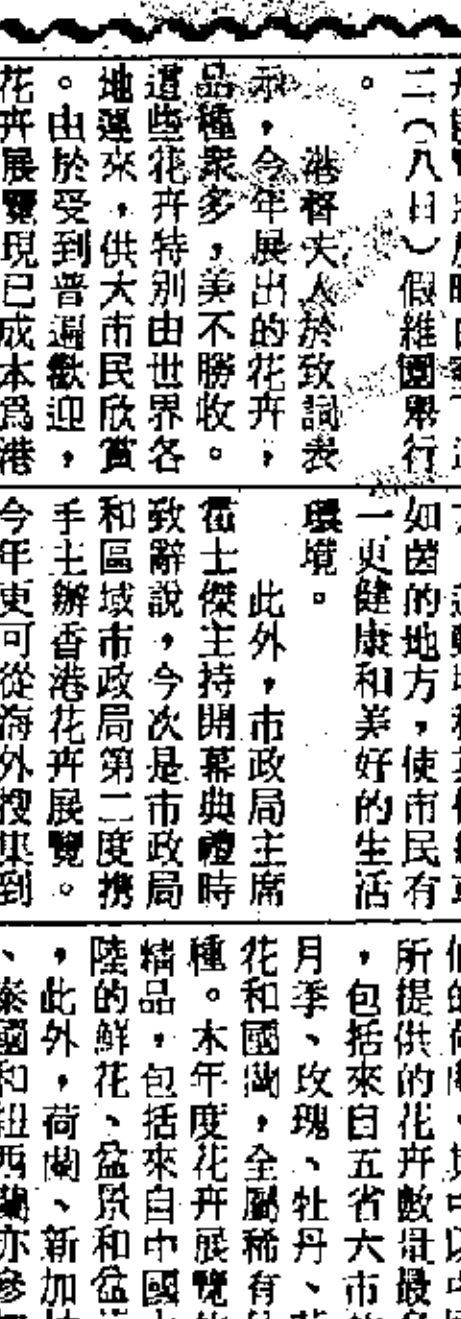 二（八日）假維園舉行
。
港督夫人於致詞表
示，今年展出的花卉，
品種衆多，美不勝收。
這些花卉特別由世界各
地運來，供大市民欣賞
。由於受到普遍歡迎，
花卉展覽現已成本爲港
如茵的地方，使市民有
一更健康和美好的生活
環境。
此外，市政局主席
霍士傑主持開幕典禮時
致辭說，今次是市政局
和區域市政局第二度携
手主辦香港花卉展覽。
今年更可從海外搜集到
所提供的花卉數量最
，包括來自五省大市
月季、玫瑰、牡丹、
花和國蘭，全屬稀有
種。本年度花卉展覽
精品，包括來自中國
陸的鮮花、盆景和盆
，此外，荷蘭、新加
、泰國和紐西蘭亦參